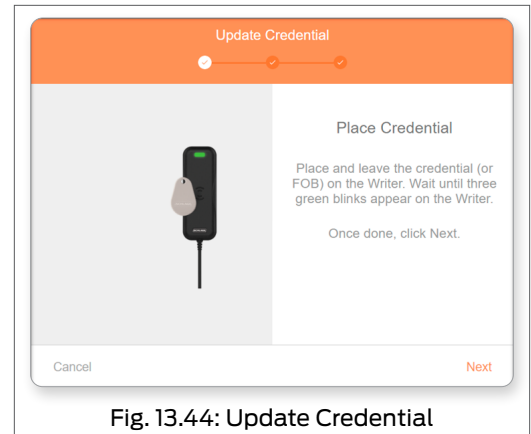 Update Credential
Place Credential
Place and leave the credential (or
FOB) on the Writer. Wait until three
green blinks appear on the Writer.
Once done, click Next.
Cancel
Next
Fig. 13.44: Update Credential